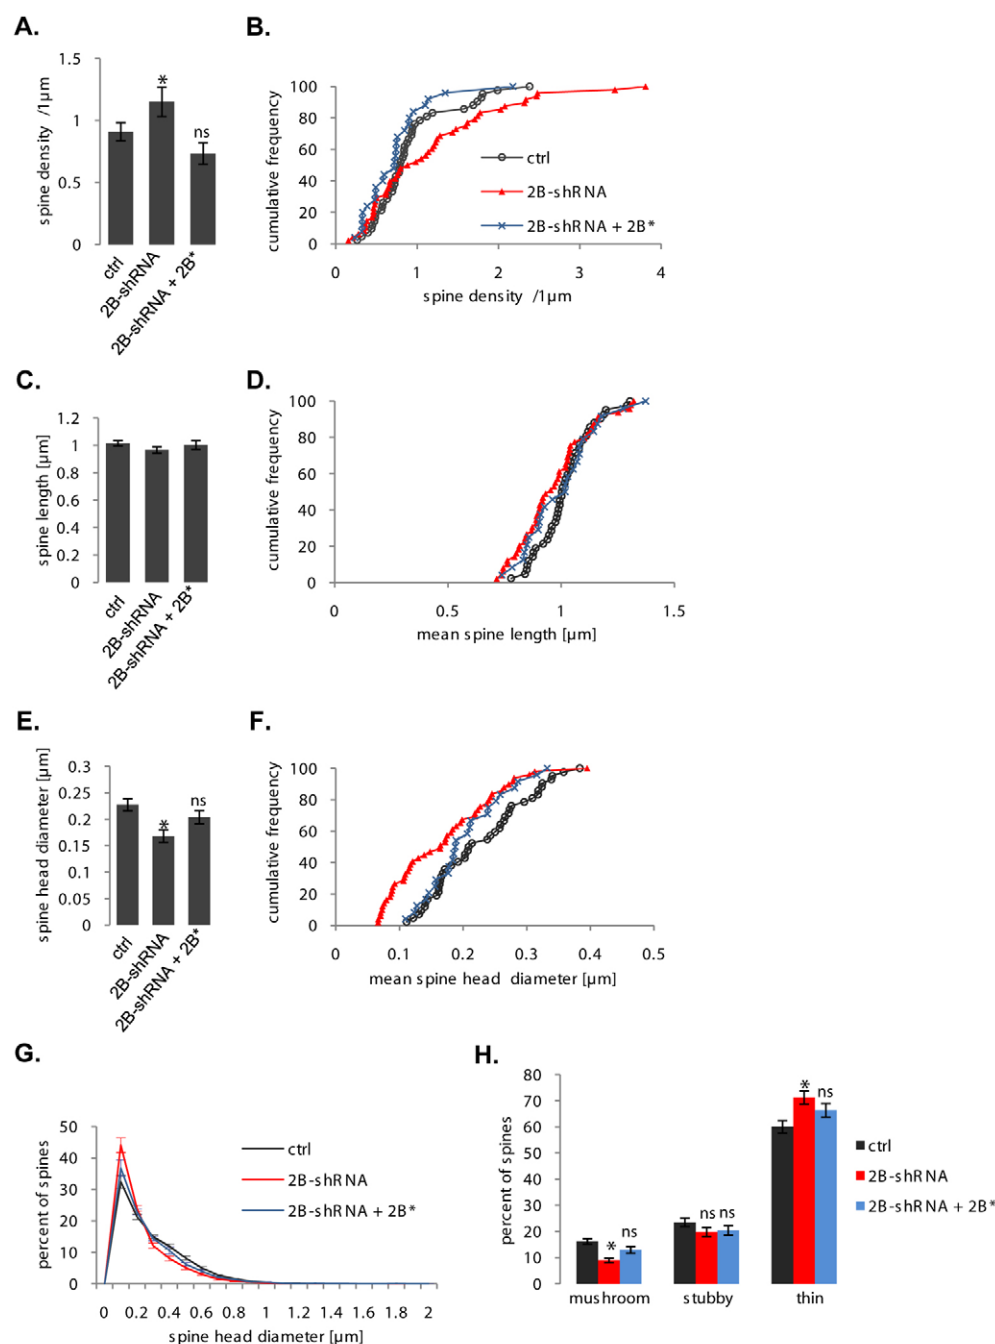 A.
spine density /1µm
1.5
1
0.5
0
*
ns
ctrl
2B-shRNA
2B-shRNA + 2B*
B.
cumulative frequency
100
80
60
40
20
0
0 1 2 3 4
spine density /1µm
ctrl
2B-shRNA
2B-shRNA + 2B*
C.
spine length [µm]
1.2
1
0.8
0.6
0.4
0.2
0
ctrl
2B-shRNA
2B-shRNA + 2B*
D.
cumulative frequency
100
80
60
40
20
0
0 0.5 1 1.5
mean spine length [µm]
E.
spine head diameter [µm]
0.3
0.25
0.2
0.15
0.1
0.05
0
*
ns
ctrl
2B-shRNA
2B-shRNA + 2B*
F.
cumulative frequency
100
80
60
40
20
0
0 0.1 0.2 0.3 0.4 0.5
mean spine head diameter [µm]
G.
percent of spines
50
40
30
20
10
0
0 0.2 0.4 0.6 0.8 1 1.2 1.4 1.6 1.8 2
spine head diameter [µm]
ctrl
2B-shRNA
2B-shRNA + 2B*
H.
percent of spines
80
70
60
50
40
30
20
10
0
* ns
ns ns
* ns
mushroom stubby thin
ctrl
2B-shRNA
2B-shRNA + 2B*